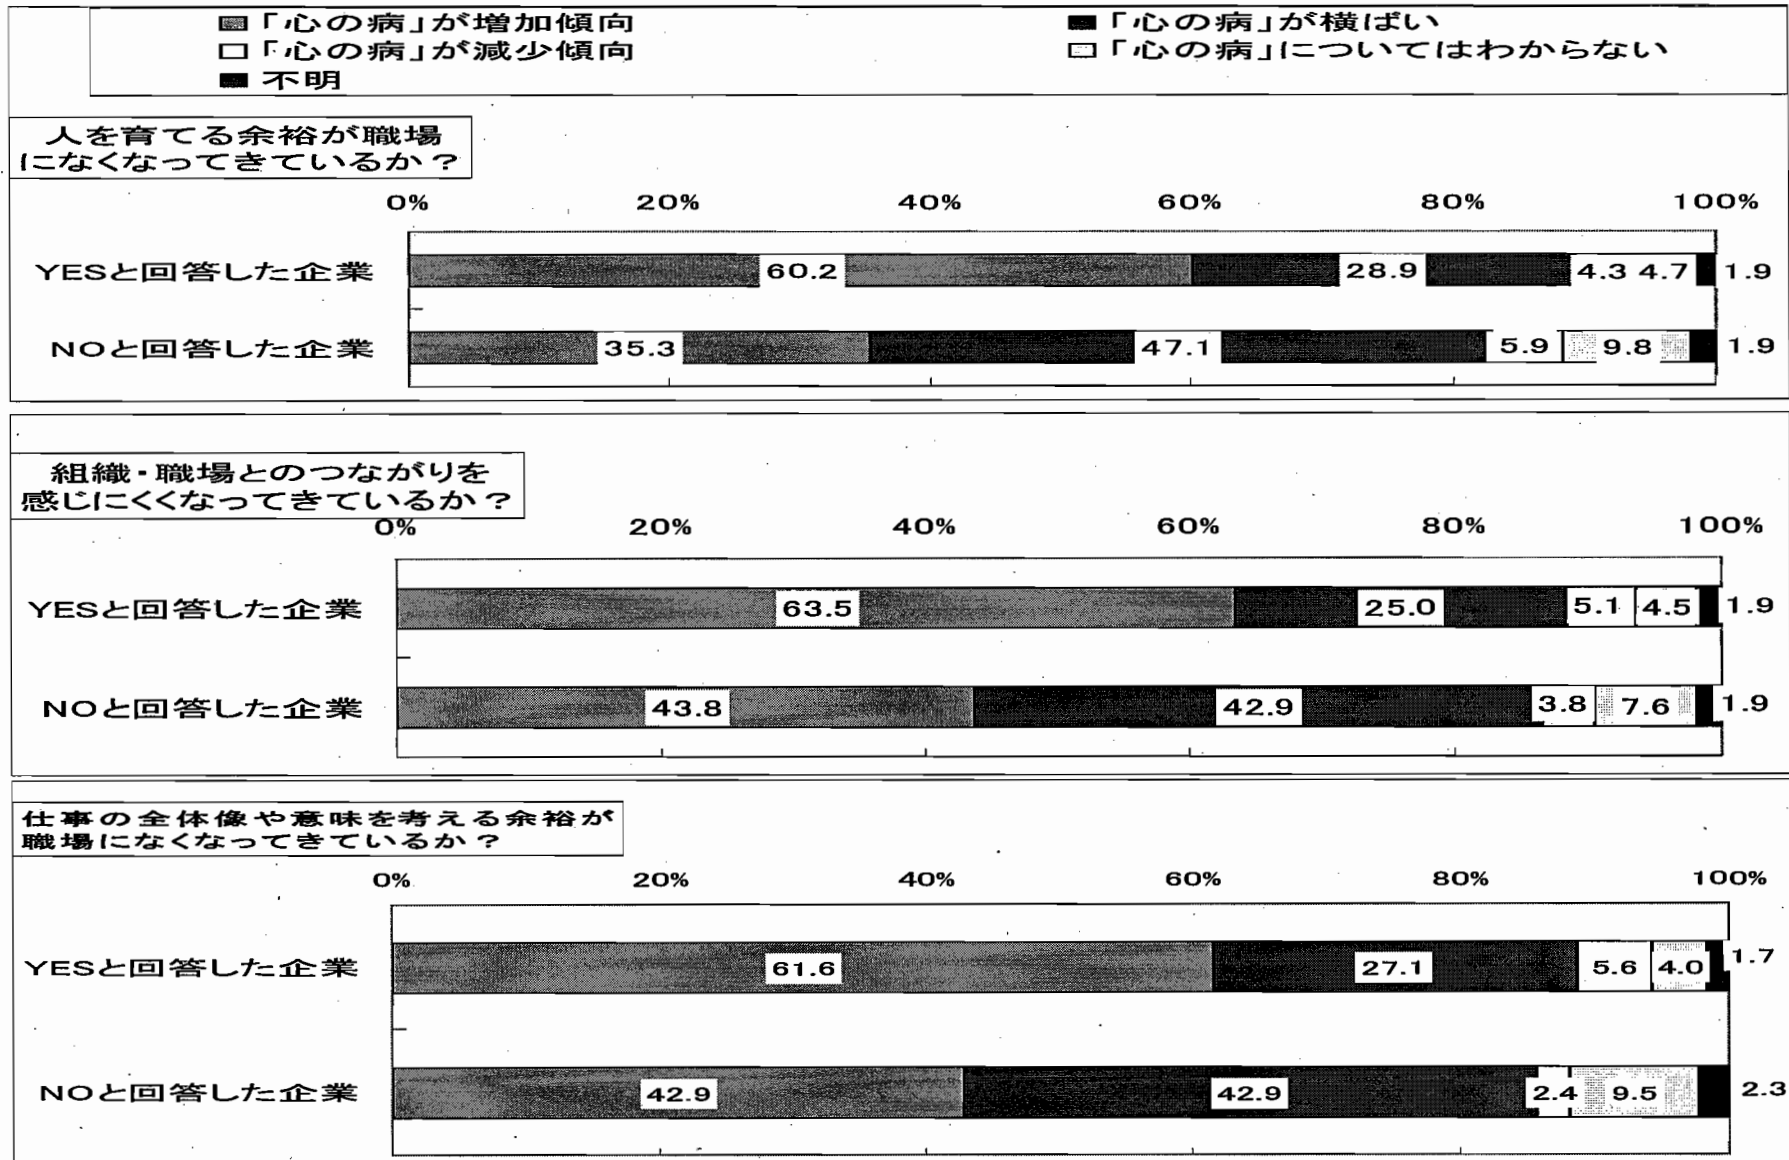 「心の病」が増加傾向 「心の病」が横ばい
「心の病」が減少傾向 「心の病」についてはわからない
不明
人を育てる余裕が職場
になくなってきているか？
0% 20% 40% 60% 80% 100%
YESと回答した企業 60.2 28.9 4.3 4.7 1.9
NOと回答した企業 35.3 47.1 5.9 9.8 1.9
組織・職場とのつながりを
感じにくくなってきているか？
0% 20% 40% 60% 80% 100%
YESと回答した企業 63.5 25.0 5.1 4.5 1.9
NOと回答した企業 43.8 42.9 3.8 7.6 1.9
仕事の全体像や意味を考える余裕が
職場になくなってきているか？
0% 20% 40% 60% 80% 100%
YESと回答した企業 61.6 27.1 5.6 4.0 1.7
NOと回答した企業 42.9 42.9 2.4 9.5 2.3